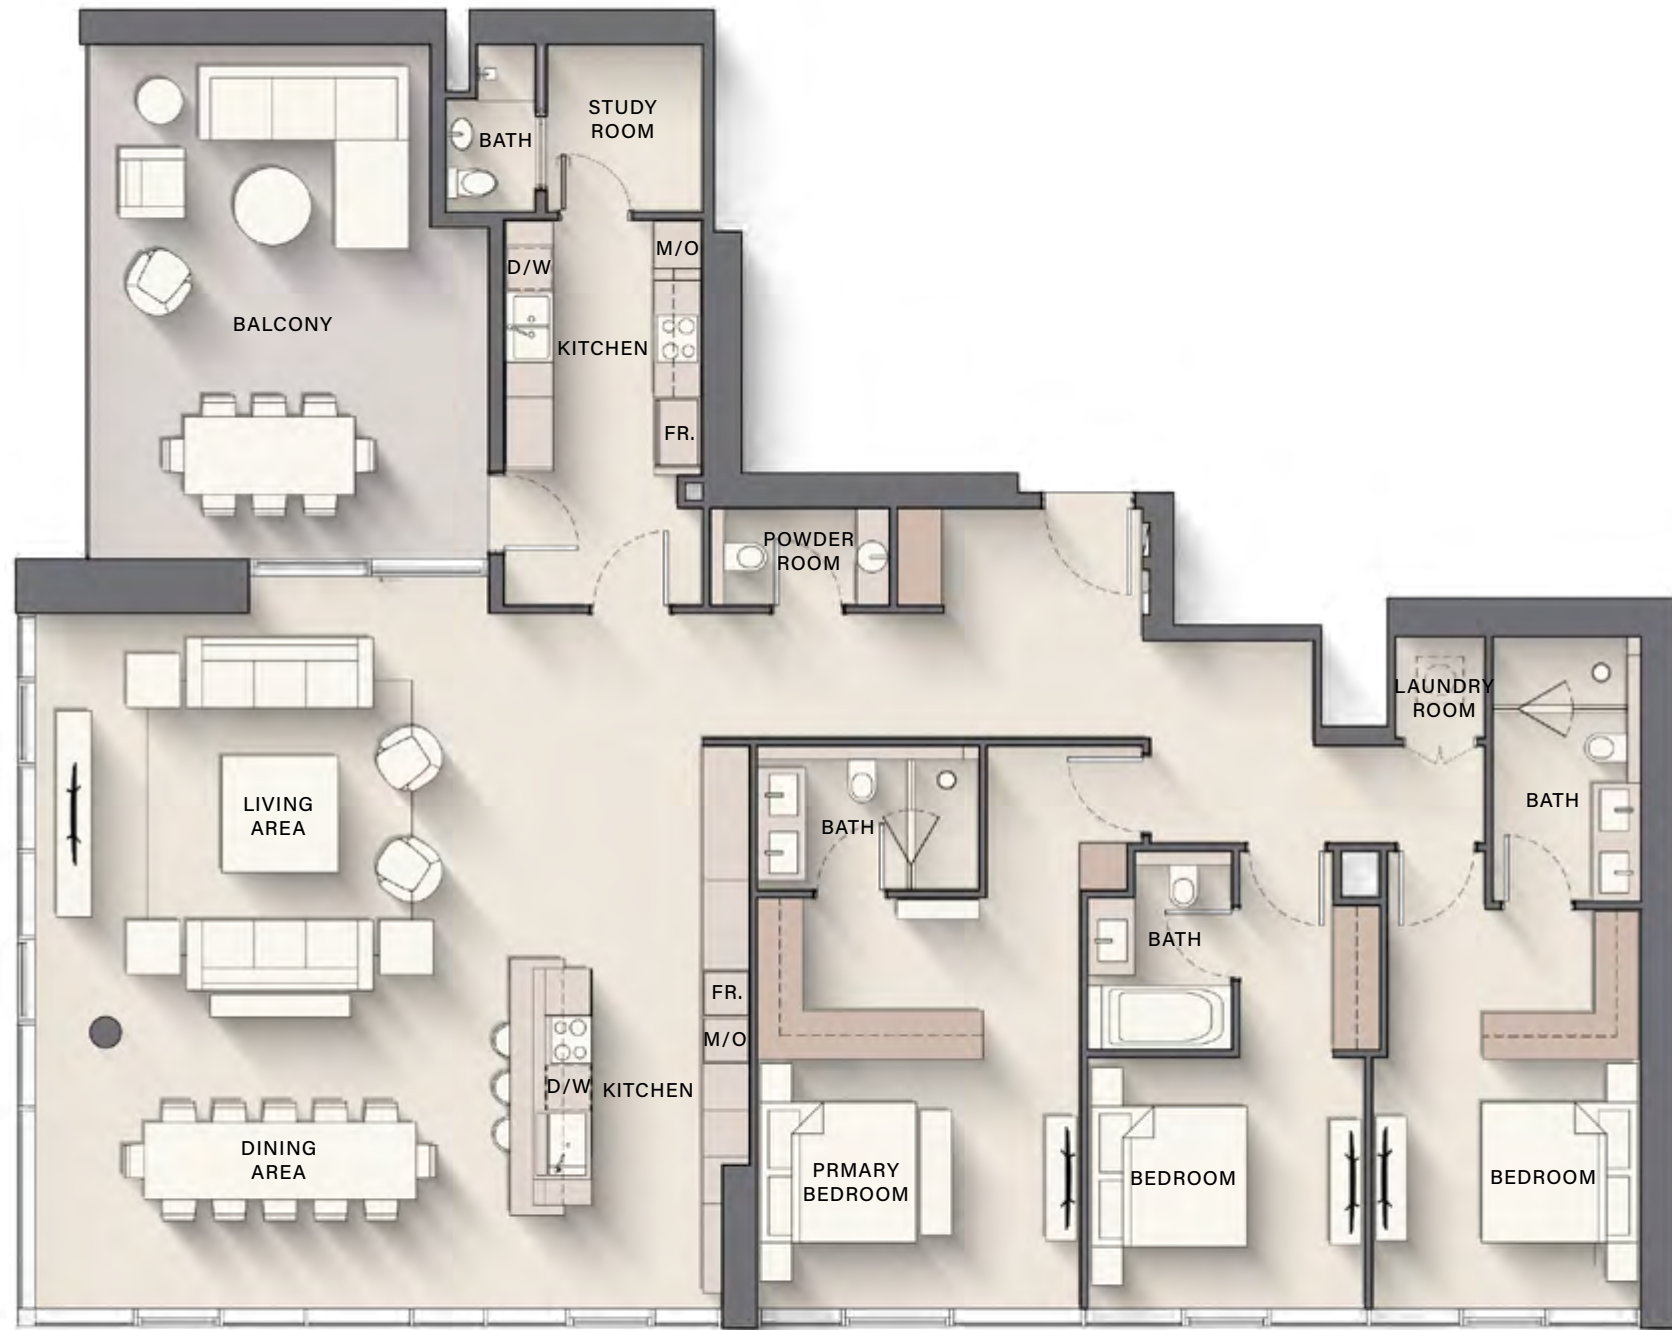 STUDY
ROOM
BATH
M/O
D/W
BALCONY
KITCHEN
FR.
POWDER
ROOM
LAUNDRY
ROOM
LIVING
AREA
BATH
BATH
BATH
FR.
M/O
D/W
KITCHEN
DINING
AREA
PRMARY
BEDROOM
BEDROOM
BEDROOM